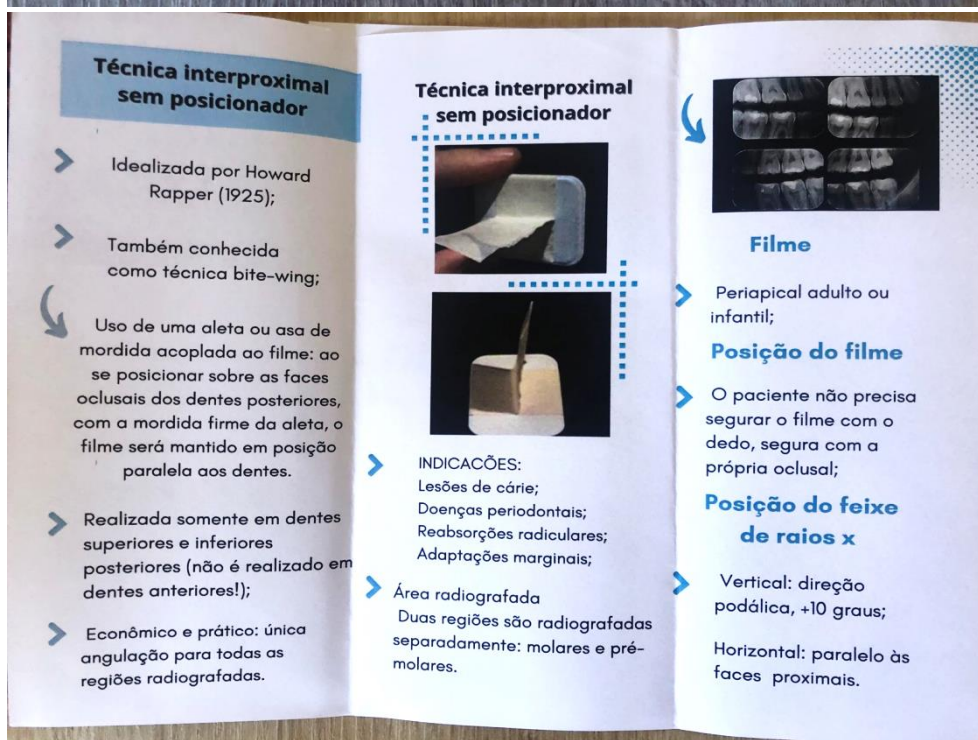 Técnica interproximal
sem posicionador
Idealizada por Howard
Rapper (1925);
Também conhecida
como técnica bite-wing;
Uso de uma aleta ou asa de
mordida acoplada ao filme: ao
se posicionar sobre as faces
oclusais dos dentes posteriores,
com a mordida firme da aleta, o
filme será mantido em posição
paralela aos dentes.
Realizada somente em dentes
superiores e inferiores
posteriores (não é realizado em
dentes anteriores!);
Econômico e prático: única
angulação para todas as
regiões radiografadas.
Técnica interproximal
sem posicionador
INDICACÕES:
Lesões de cárie;
Doenças periodontais;
Reabsorções radiculares;
Adaptações marginais;
Área radiografada
Duas regiões são radiografadas
separadamente: molares e pré-
molares.
Filme
Periapical adulto ou
infantil;
Posição do filme
O paciente não precisa
segurar o filme com o
dedo, segura com a
própria oclusal;
Posição do feixe
de raios x
Vertical: direção
podálica, +10 graus;
Horizontal: paralelo às
faces proximais.